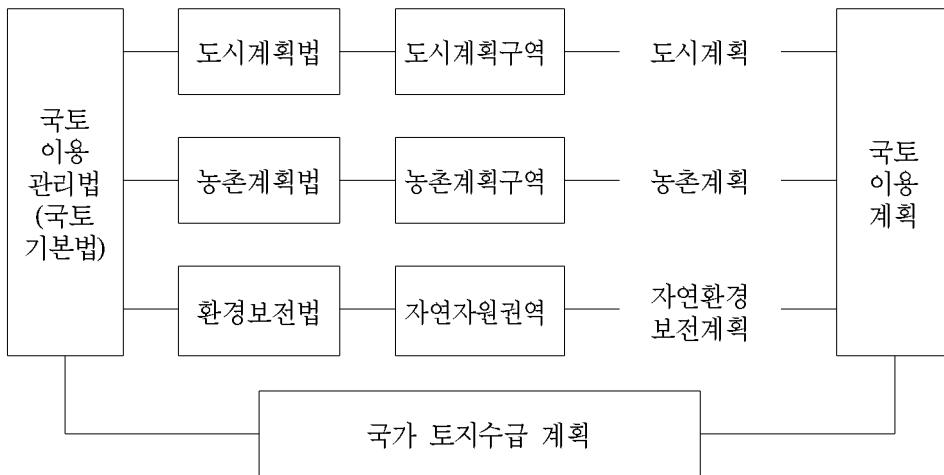 국토
이용
관리법
(국토
기본법)
도시계획법
도시계획구역
도시계획
농촌계획법
농촌계획구역
농촌계획
환경보전법
자연자원권역
자연환경
보전계획
국토
이용
계획
국가 토지수급 계획